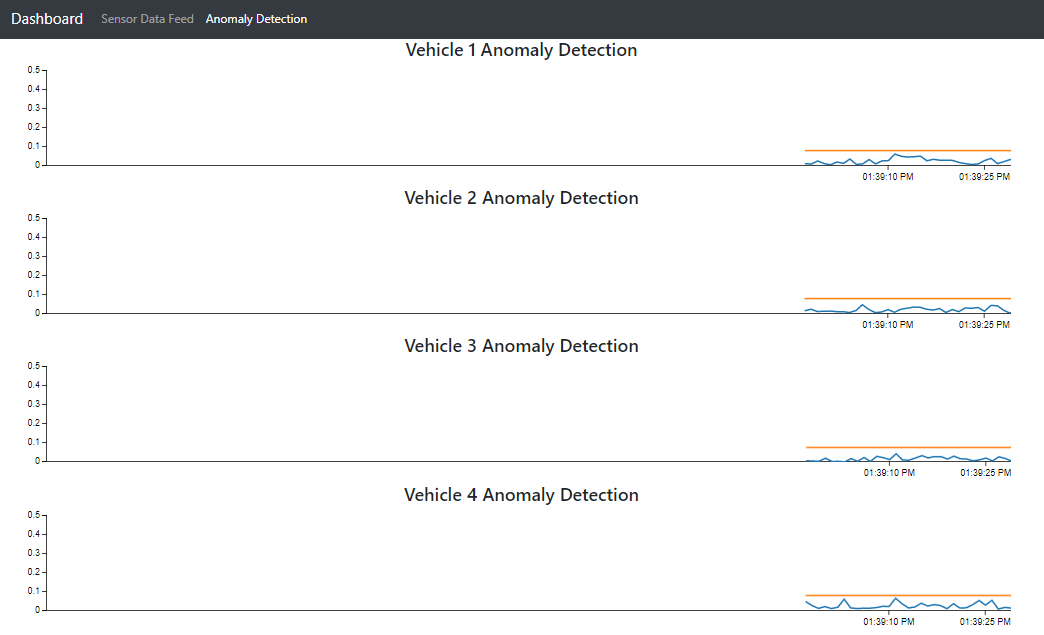 Dashboard Sensor Data Feed Anomaly Detection
Vehicle 1 Anomaly Detection
0.5
0.4
0.3
0.2
0.1
0
01:39:10 PM 01:39:25 PM
Vehicle 2 Anomaly Detection
0.5
0.4
0.3
0.2
0.1
0
01:39:10 PM 01:39:25 PM
Vehicle 3 Anomaly Detection
0.5
0.4
0.3
0.2
0.1
0
01:39:10 PM 01:39:25 PM
Vehicle 4 Anomaly Detection
0.5
0.4
0.3
0.2
0.1
0
01:39:10 PM 01:39:25 PM